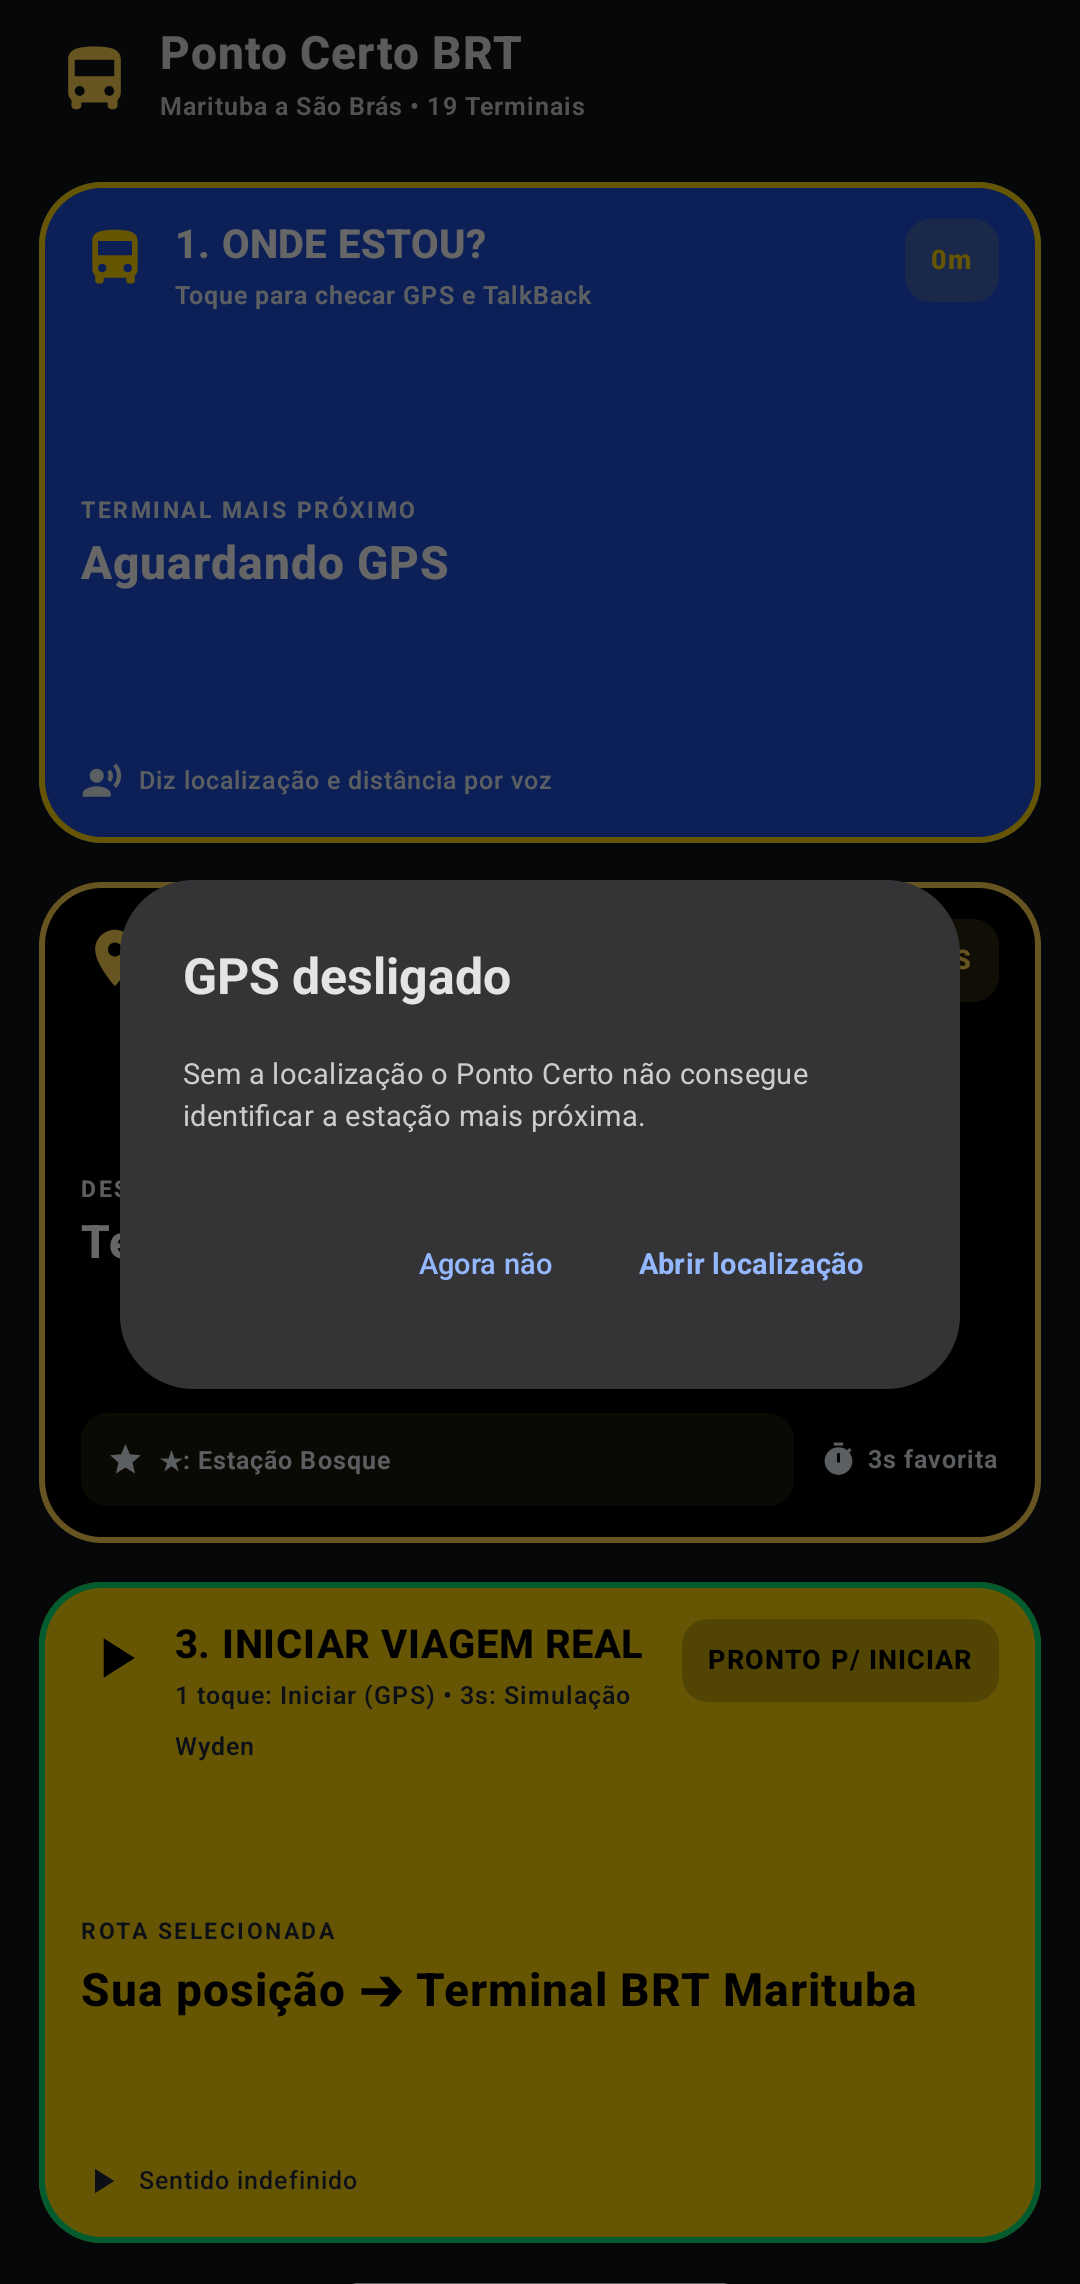 Ponto Certo BRT
Marituba a São Brás • 19 Terminais
1. ONDE ESTOU?
Toque para checar GPS e TalkBack
0m
TERMINAL MAIS PRÓXIMO
Aguardando GPS
Diz localização e distância por voz
GPS desligado
Sem a localização o Ponto Certo não consegue
identificar a estação mais próxima.
Agora não
Abrir localização
★: Estação Bosque
3s favorita
3. INICIAR VIAGEM REAL
1 toque: Iniciar (GPS) • 3s: Simulação
Wyden
PRONTO P/ INICIAR
ROTA SELECIONADA
Sua posição ➔ Terminal BRT Marituba
Sentido indefinido